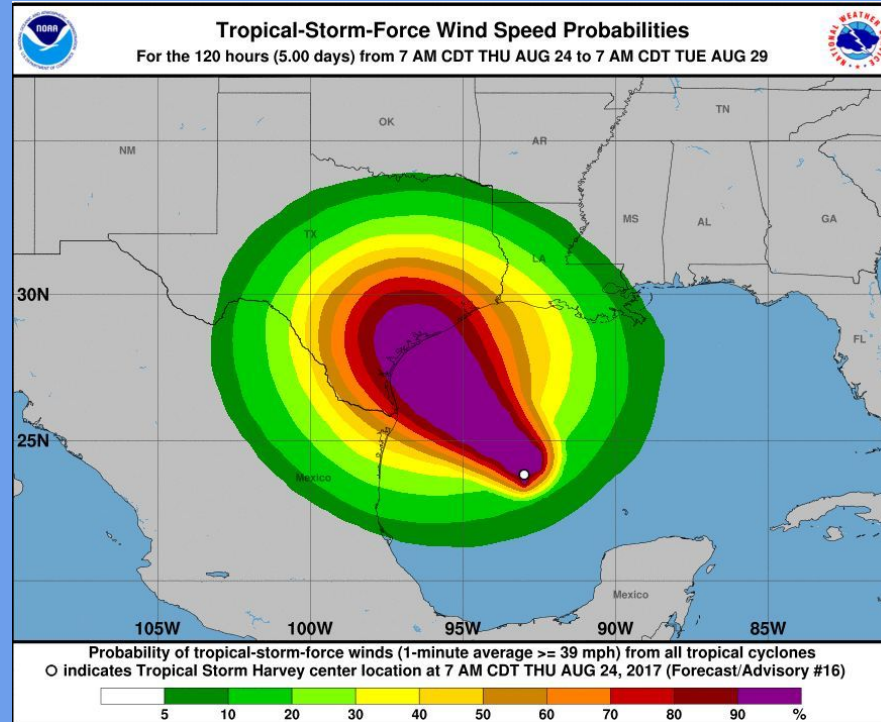 NOAA
Tropical-Storm-Force Wind Speed Probabilities
For the 120 hours (5.00 days) from 7 AM CDT THU AUG 24 to 7 AM CDT TUE AUG 29
NATIONAL WEATHER
TN
OK
AR
NM
MS
AL
GA
TX
LA
30N
FL
25N
Mexico
Mexico
105W
100W
95W
90W
85W
Probability of tropical-storm-force winds (1-minute average >= 39 mph) from all tropical cyclones
O indicates Tropical Storm Harvey center location at 7 AM CDT THU AUG 24, 2017 (Forecast/Advisory #16)
5 10 20 30 40 50 60 70 80 90 %